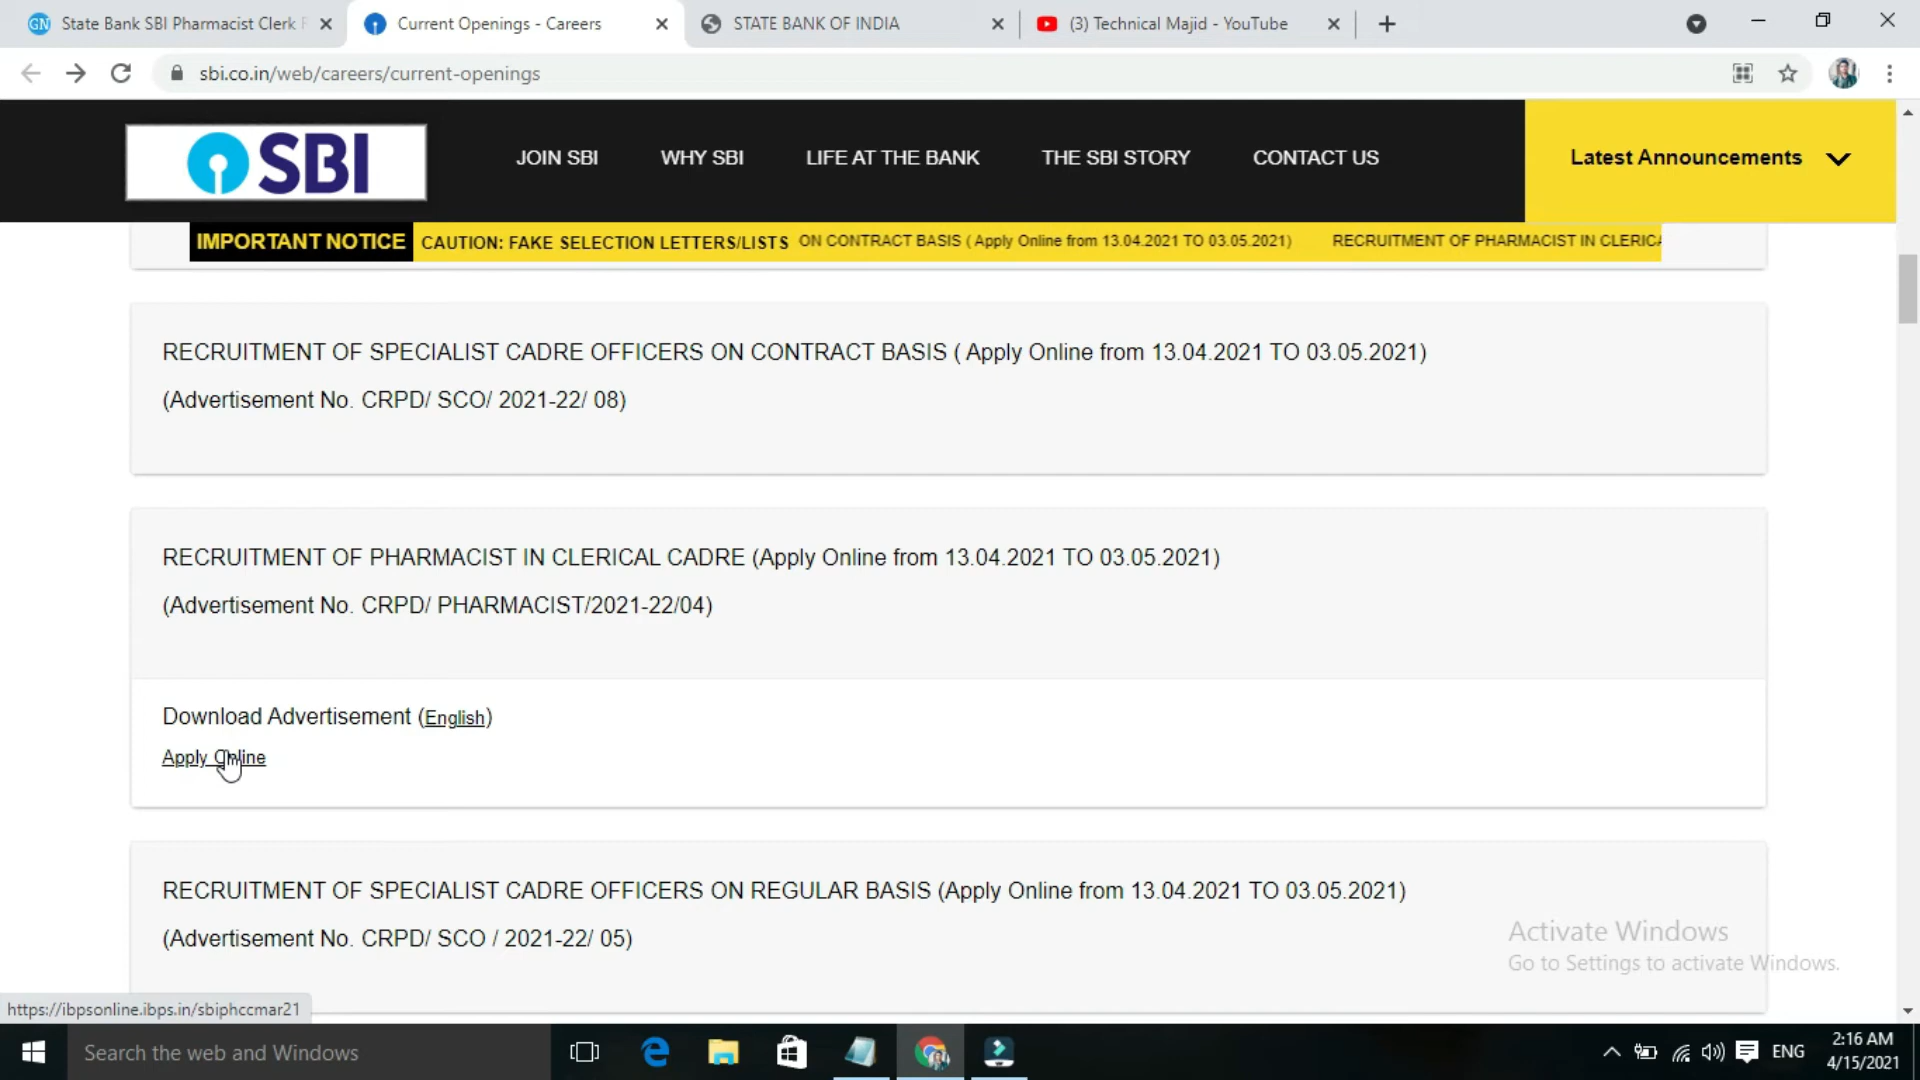 GN State Bank SBI Pharmacist Clerk
Current Openings - Careers
STATE BANK OF INDIA
(3) Technical Majid - YouTube
sbi.co.in/web/careers/current-openings
SBI
JOIN SBI
WHY SBI
LIFE AT THE BANK
THE SBI STORY
CONTACT US
Latest Announcements
IMPORTANT NOTICE CAUTION: FAKE SELECTION LETTERS/LISTS ON CONTRACT BASIS ( Apply Online from 13.04.2021 TO 03.05.2021) RECRUITMENT OF PHARMACIST IN CLERICA
RECRUITMENT OF SPECIALIST CADRE OFFICERS ON CONTRACT BASIS ( Apply Online from 13.04.2021 TO 03.05.2021)
(Advertisement No. CRPD/ SCO/ 2021-22/ 08)
RECRUITMENT OF PHARMACIST IN CLERICAL CADRE (Apply Online from 13.04.2021 TO 03.05.2021)
(Advertisement No. CRPD/ PHARMACIST/2021-22/04)
Download Advertisement (English)
Apply Online
RECRUITMENT OF SPECIALIST CADRE OFFICERS ON REGULAR BASIS (Apply Online from 13.04.2021 TO 03.05.2021)
(Advertisement No. CRPD/ SCO / 2021-22/ 05)
Activate Windows
Go to Settings to activate Windows.
https://ibpsonline.ibps.in/sbiphccmar21
Search the web and Windows
ENG
2:16 AM
4/15/2021